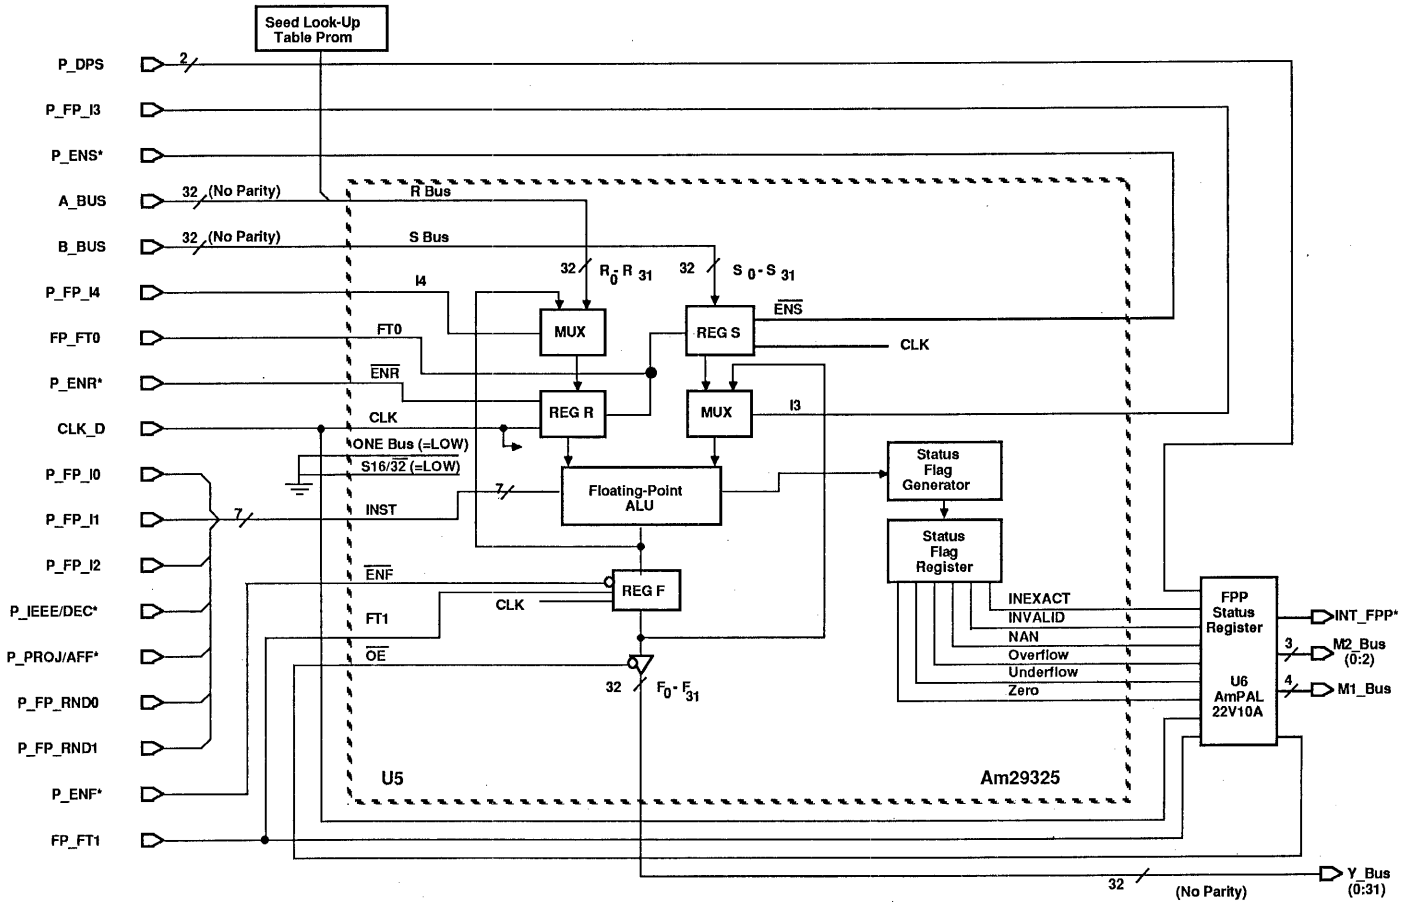 Seed Look-Up
Table Prom
P_DPS
2
P_FP_I3
P_ENS*
A_BUS
32
(No Parity)
R Bus
B_BUS
32
(No Parity)
S Bus
32
R0- R 31
32
S 0 - S 31
P_FP_I4
I4
MUX
REG S
ENS
CLK
FP_FT0
FT0
P_ENR*
ENR
REG R
MUX
I3
CLK_D
CLK
ONE Bus (=LOW)
S16/32 (=LOW)
P_FP_I0
P_FP_I1
7
INST
7
Floating-Point
ALU
Status
Flag
Generator
Status
Flag
Register
P_FP_I2
ENF
REG F
CLK
P_IEEE/DEC*
FT1
P_PROJ/AFF*
OE
32
F0 - F31
P_FP_RND0
P_FP_RND1
INEXACT
INVALID
NAN
Overflow
Underflow
Zero
FPP
Status
Register
U6
AmPAL
22V10A
INT_FPP*
3
M2_Bus
(0:2)
4
M1_Bus
U5
Am29325
P_ENF*
FP_FT1
32
(No Parity)
Y_Bus
(0:31)